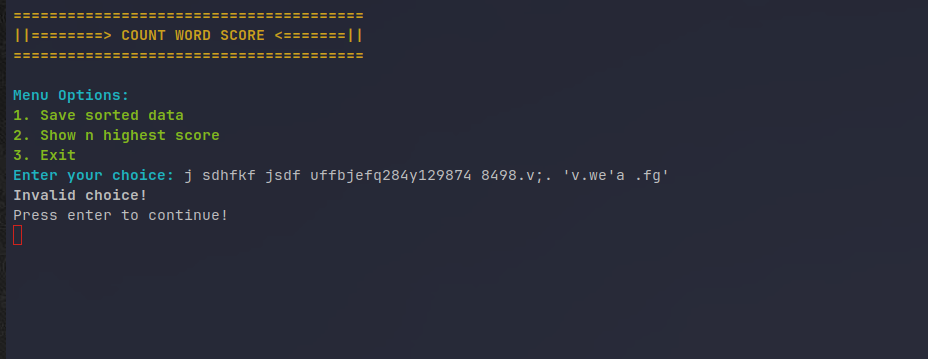 =======================================
||========> COUNT WORD SCORE <=======||
=======================================
Menu Options:
1. Save sorted data
2. Show n highest score
3. Exit
Enter your choice: j sdhfkf jsdf uffbjefq284y129874 8498.v;. 'v.we'a .fg'
Invalid choice!
Press enter to continue!